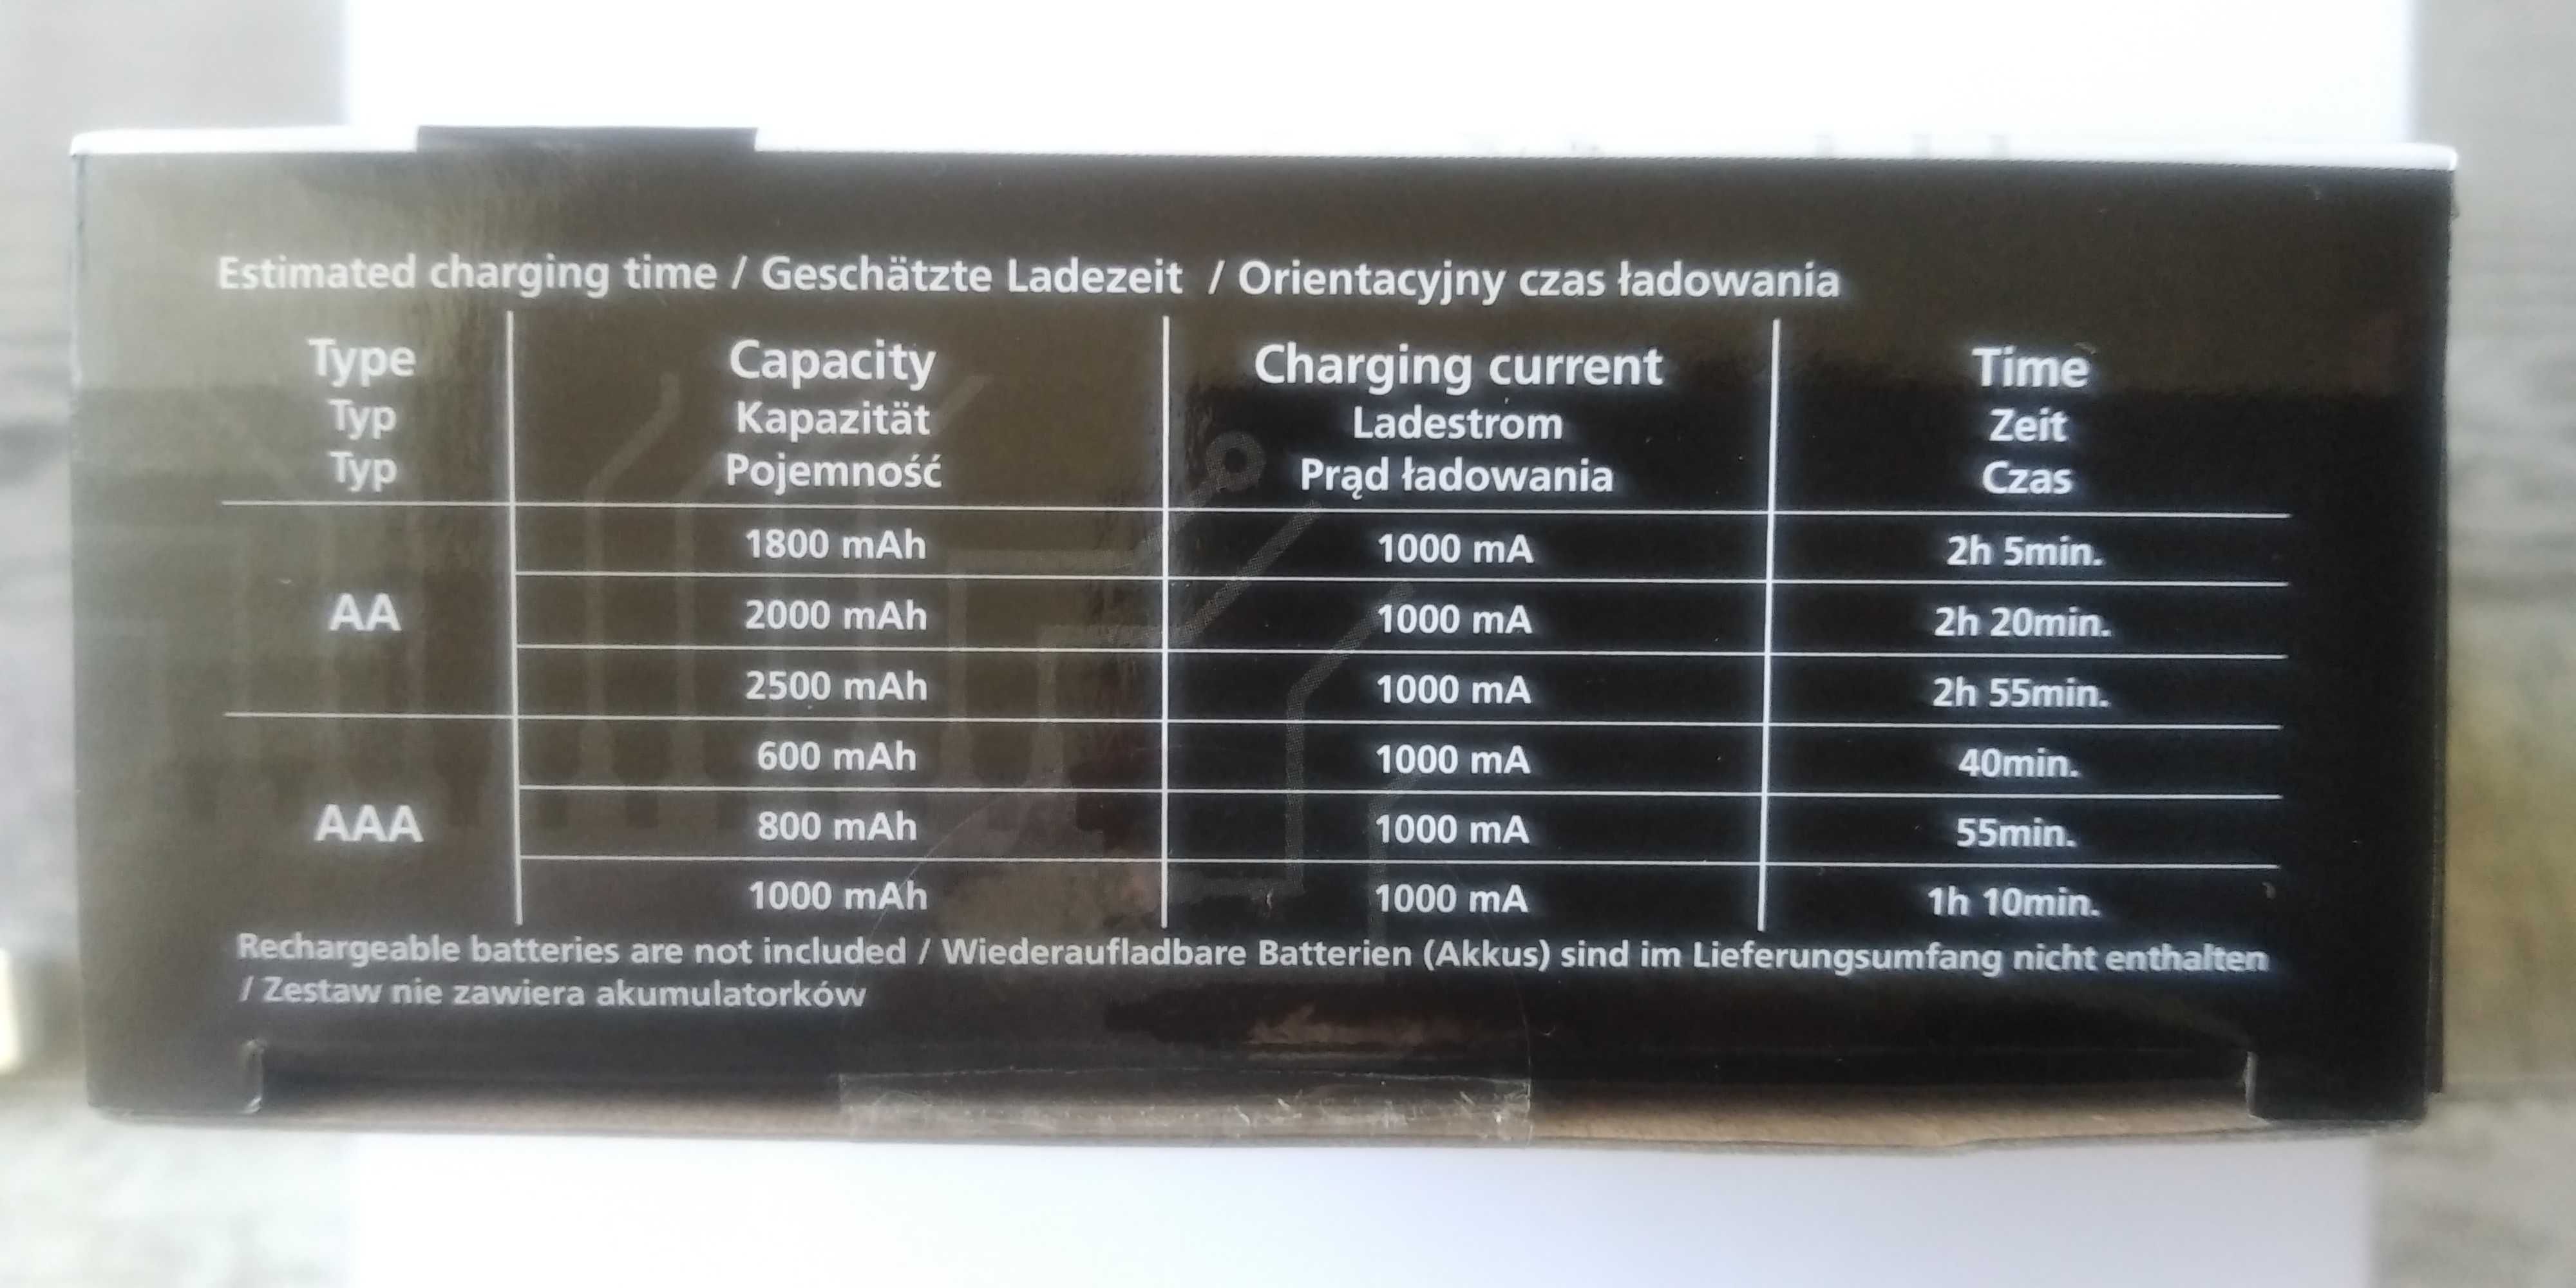 Estimated charging time / Geschätzte Ladezeit / Orientacyjny czas ładowania
Type Capacity Charging current Time
Typ Kapazität Ladestrom Zeit
Typ Pojemność Prąd ładowania Czas
1800 mAh 1000 mA 2h 5min.
AA 2000 mAh 1000 mA 2h 20min.
2500 mAh 1000 mA 2h 55min.
600 mAh 1000 mA 40min.
AAA 800 mAh 1000 mA 55min.
1000 mAh 1000 mA 1h 10min.
Rechargeable batteries are not included / Wiederaufladbare Batterien (Akkus) sind im Lieferungsumfang nicht enthalten
/ Zestaw nie zawiera akumulatorków